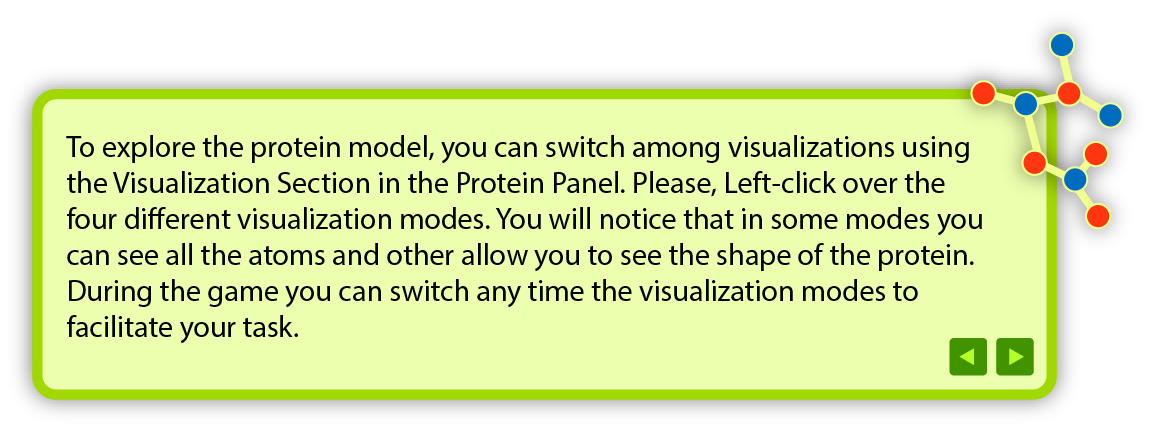 To explore the protein model, you can switch among visualizations using
the Visualization Section in the Protein Panel. Please, Left-click over the
four different visualization modes. You will notice that in some modes you
can see all the atoms and other allow you to see the shape of the protein.
During the game you can switch any time the visualization modes to
facilitate your task.